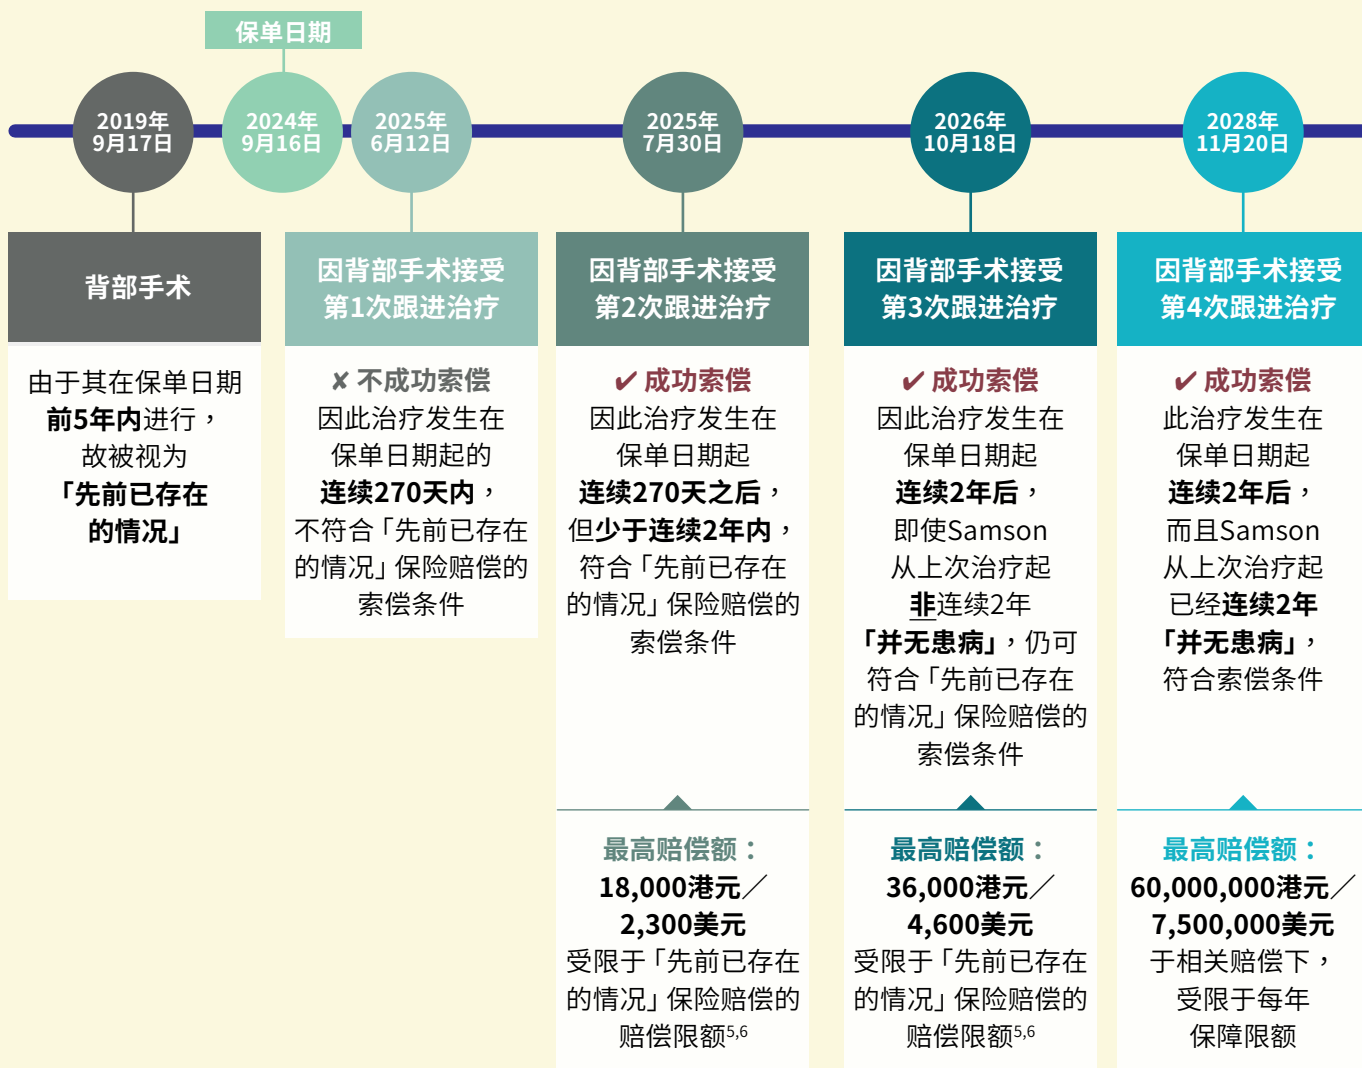 保单日期
2019年
9月17日
2024年
9月16日
2025年
6月12日
2025年
7月30日
2026年
10月18日
2028年
11月20日
背部手术
由于其在保单日期
前5年内进行，
故被视为
「先前已存在
的情况」
因背部手术接受
第1次跟进治疗
✘ 不成功索偿
因此治疗发生在
保单日期起的
连续270天内，
不符合「先前已存在
的情况」保险赔偿的
索偿条件
因背部手术接受
第2次跟进治疗
✔ 成功索偿
因此治疗发生在
保单日期起
连续270天之后，
但少于连续2年内，
符合「先前已存在
的情况」保险赔偿的
索偿条件
最高赔偿额：
18,000港元／
2,300美元
受限于「先前已存在
的情况」保险赔偿的
赔偿限额5,6
因背部手术接受
第3次跟进治疗
✔ 成功索偿
因此治疗发生在
保单日期起
连续2年后，
即使Samson
从上次治疗起
非连续2年
「并无患病」，仍可
符合「先前已存在
的情况」保险赔偿的
索偿条件
最高赔偿额：
36,000港元／
4,600美元
受限于「先前已存在
的情况」保险赔偿的
赔偿限额5,6
因背部手术接受
第4次跟进治疗
✔ 成功索偿
此治疗发生在
保单日期起
连续2年后，
而且Samson
从上次治疗起
已经连续2年
「并无患病」，
符合索偿条件
最高赔偿额：
60,000,000港元／
7,500,000美元
于相关赔偿下，
受限于每年
保障限额